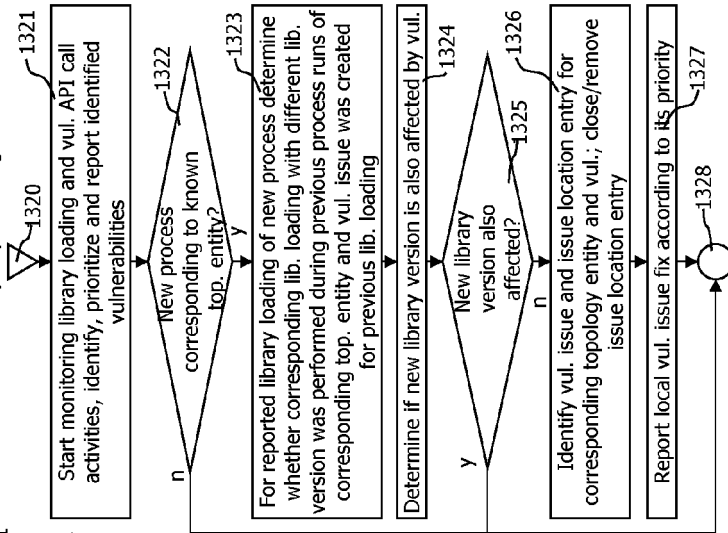 1320
1321
Start monitoring library loading and vul. API call
activities, identify, prioritize and report identified
vulnerabilities
1322
New process
corresponding to known
top. entity?
n
y
1323
For reported library loading of new process determine
whether corresponding lib. loading with different lib.
version was performed during previous process runs of
corresponding top. entity and vul. issue was created
for previous lib. loading
Determine if new library version is also affected by vul.
1324
New library
version also
affected?
1325
y
n
1326
Identify vul. issue and issue location entry for
corresponding topology entity and vul.; close/remove
issue location entry
Report local vul. issue fix according to its priority
1327
1328